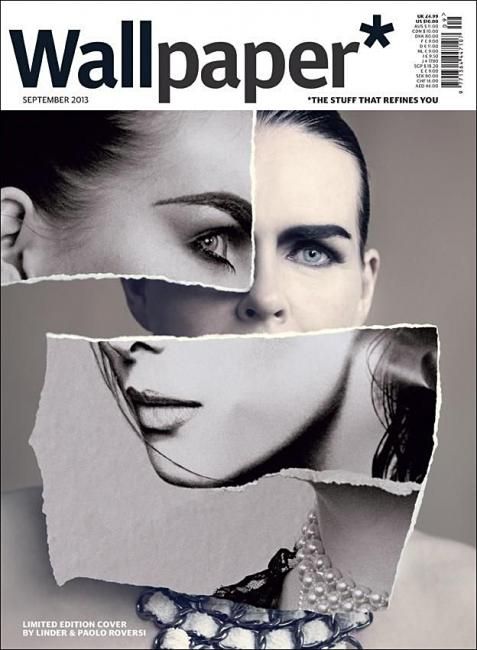 Wallpaper*
SEPTEMBER 2013
*THE STUFF THAT REFINES YOU
UK £4.99
US $10.00
LIMITED EDITION COVER
BY LINDER & PAOLO ROVERSI